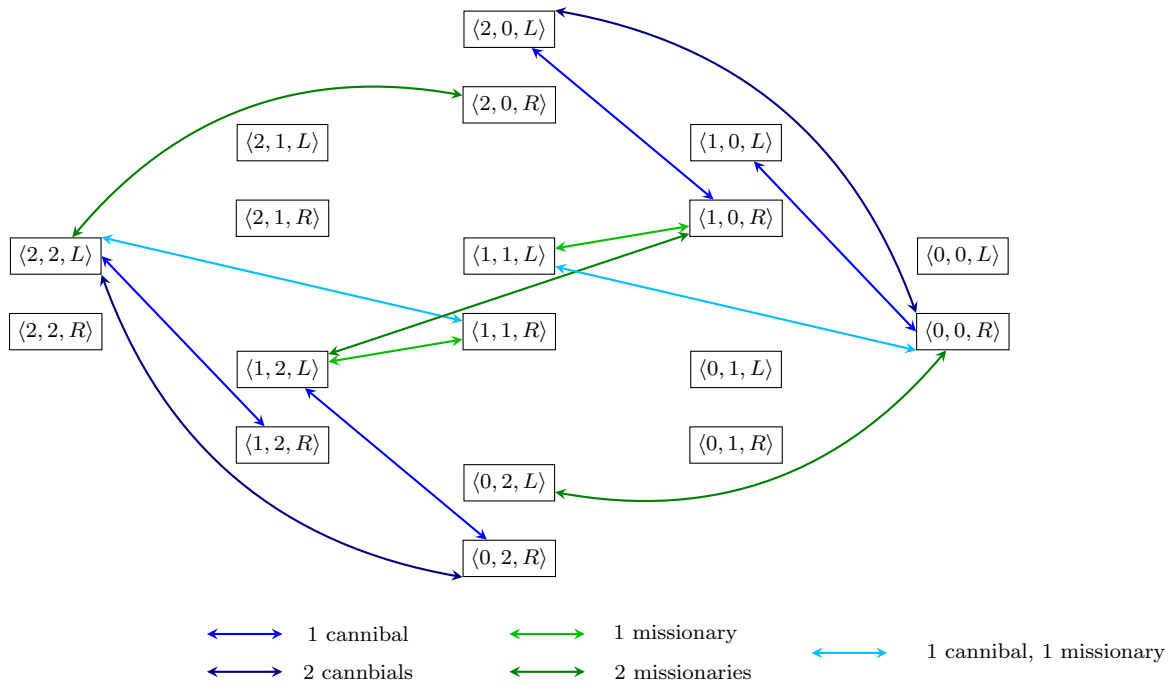 ⟨2, 0, L⟩
⟨2, 0, R⟩
⟨2, 1, L⟩
⟨1, 0, L⟩
⟨2, 1, R⟩
⟨1, 0, R⟩
⟨2, 2, L⟩
⟨1, 1, L⟩
⟨0, 0, L⟩
⟨2, 2, R⟩
⟨1, 1, R⟩
⟨0, 0, R⟩
⟨1, 2, L⟩
⟨0, 1, L⟩
⟨1, 2, R⟩
⟨0, 1, R⟩
⟨0, 2, L⟩
⟨0, 2, R⟩
1 cannibal
1 missionary
1 cannibal, 1 missionary
2 cannbials
2 missionaries